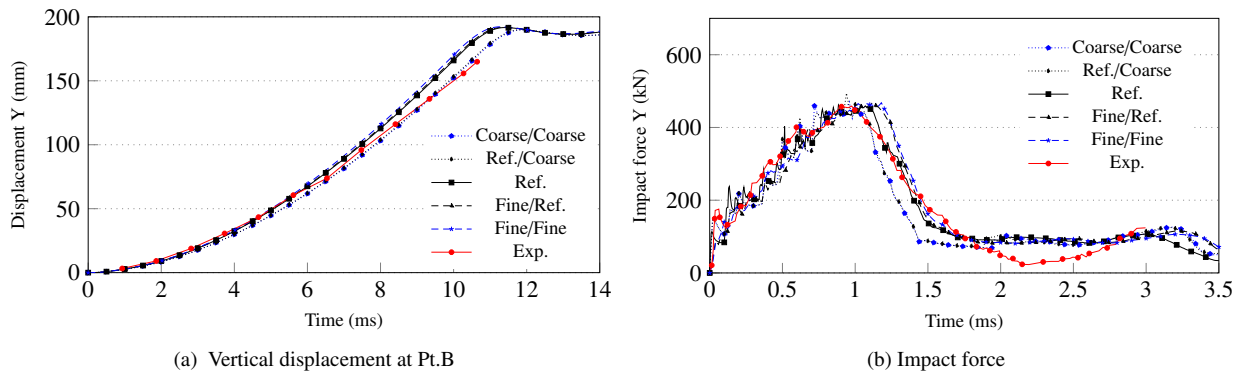 200
150
100
50
0
Displacement Y (mm)
0 2 4 6 8 10 12 14
Time (ms)
Coarse/Coarse
Ref./Coarse
Ref.
Fine/Ref.
Fine/Fine
Exp.
(a) Vertical displacement at Pt.B
600
400
200
0
Impact force Y (kN)
0 0.5 1 1.5 2 2.5 3 3.5
Time (ms)
Coarse/Coarse
Ref./Coarse
Ref.
Fine/Ref.
Fine/Fine
Exp.
(b) Impact force